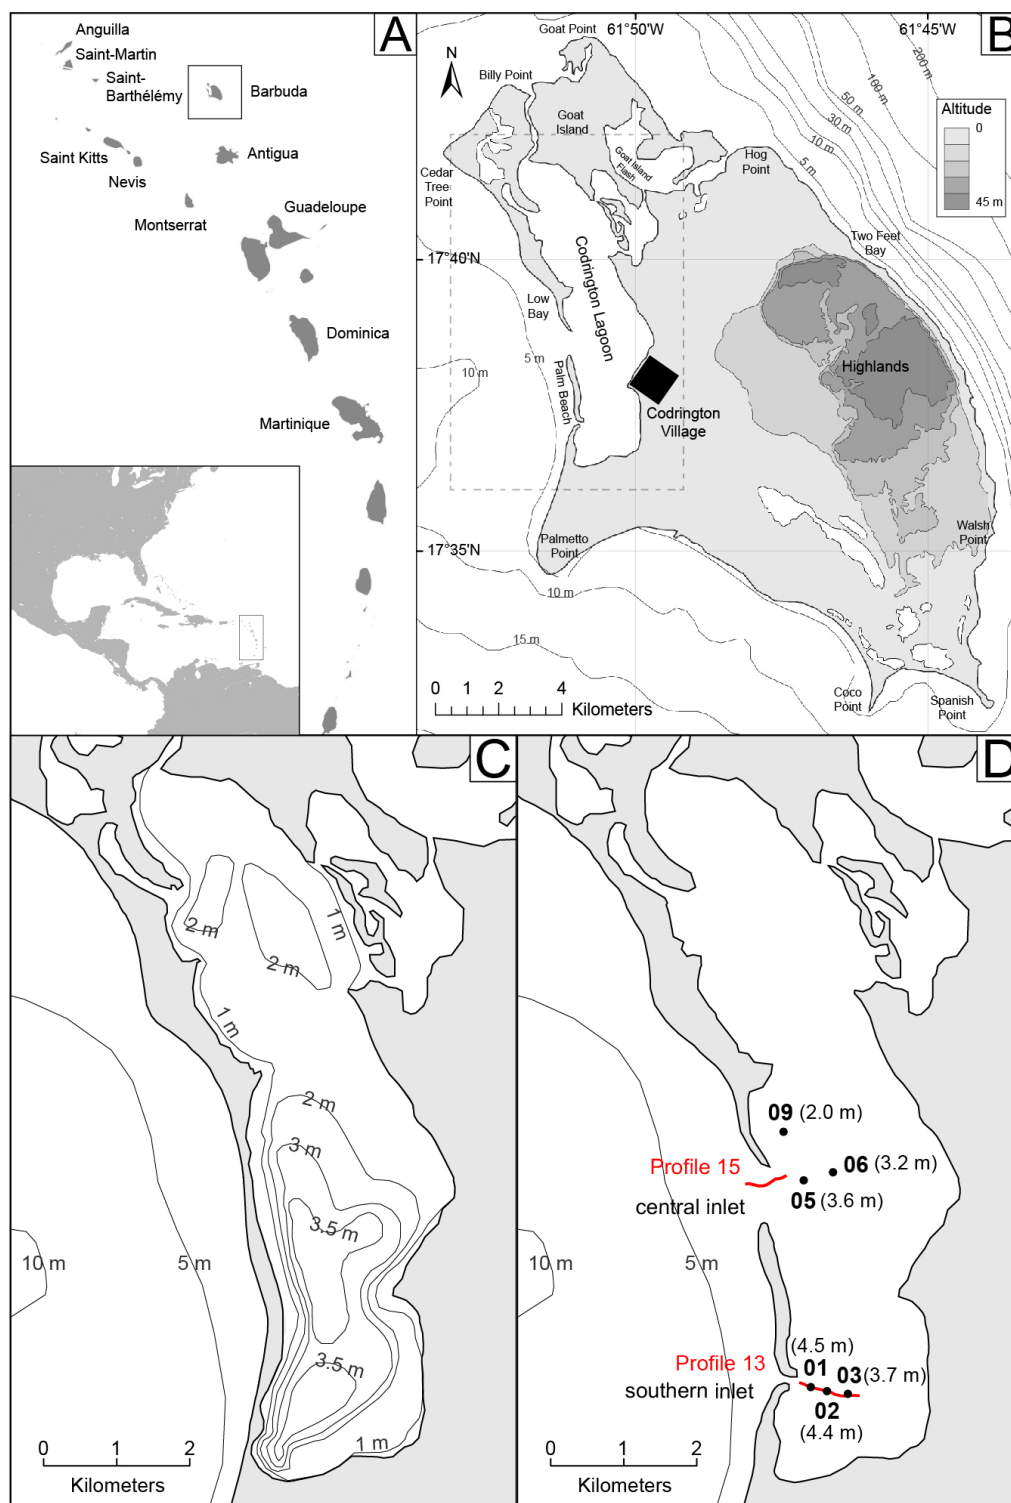 A
Anguilla
Saint-Martin
Saint-
Barthélémy
Barbuda
Saint Kitts
Nevis
Antigua
Montserrat
Guadeloupe
Dominica
Martinique
B
61°50'W
61°45'W
N
Goat Point
Billy Point
Goat
Island
Goat Island
Flash
Cedar
Tree
Point
Hog
Point
200 m
100 m
50 m
30 m
10 m
5 m
Altitude
0
45 m
Two Feet
Bay
17°40'N
Codrington Lagoon
Low
Bay
5 m
10 m
Palm Beach
Highlands
Codrington
Village
Walsh
Point
17°35'N
Palmetto
Point
10 m
15 m
Coco
Point
Spanish
Point
0 1 2 4
Kilometers
C
2 m
2 m
1 m
1 m
2 m
3 m
3.5 m
10 m
5 m
3.5 m
1 m
0 1 2
Kilometers
D
09 (2.0 m)
Profile 15
06 (3.2 m)
central inlet
05 (3.6 m)
10 m
5 m
(4.5 m)
Profile 13
01
03 (3.7 m)
southern inlet
02
(4.4 m)
0 1 2
Kilometers